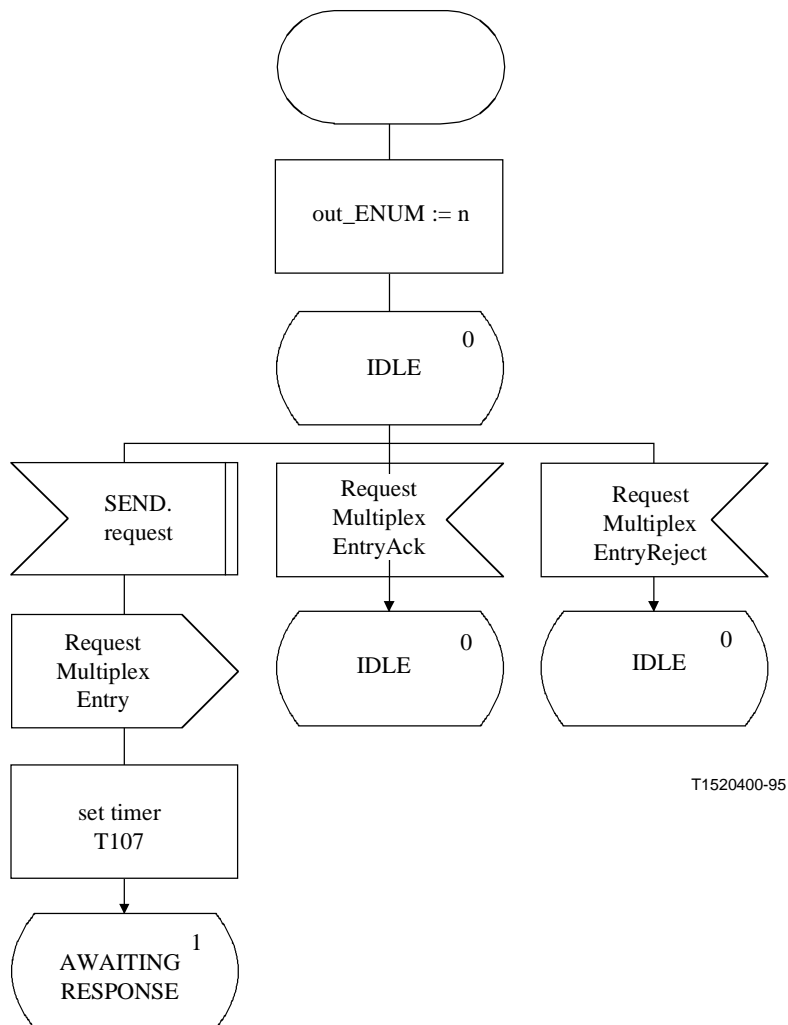 out_ENUM := n
0
IDLE
SEND.
request
Request
Multiplex
EntryAck
Request
Multiplex
EntryReject
Request
Multiplex
Entry
0
IDLE
0
IDLE
set timer
T107
T1520400-95
1
AWAITING
RESPONSE